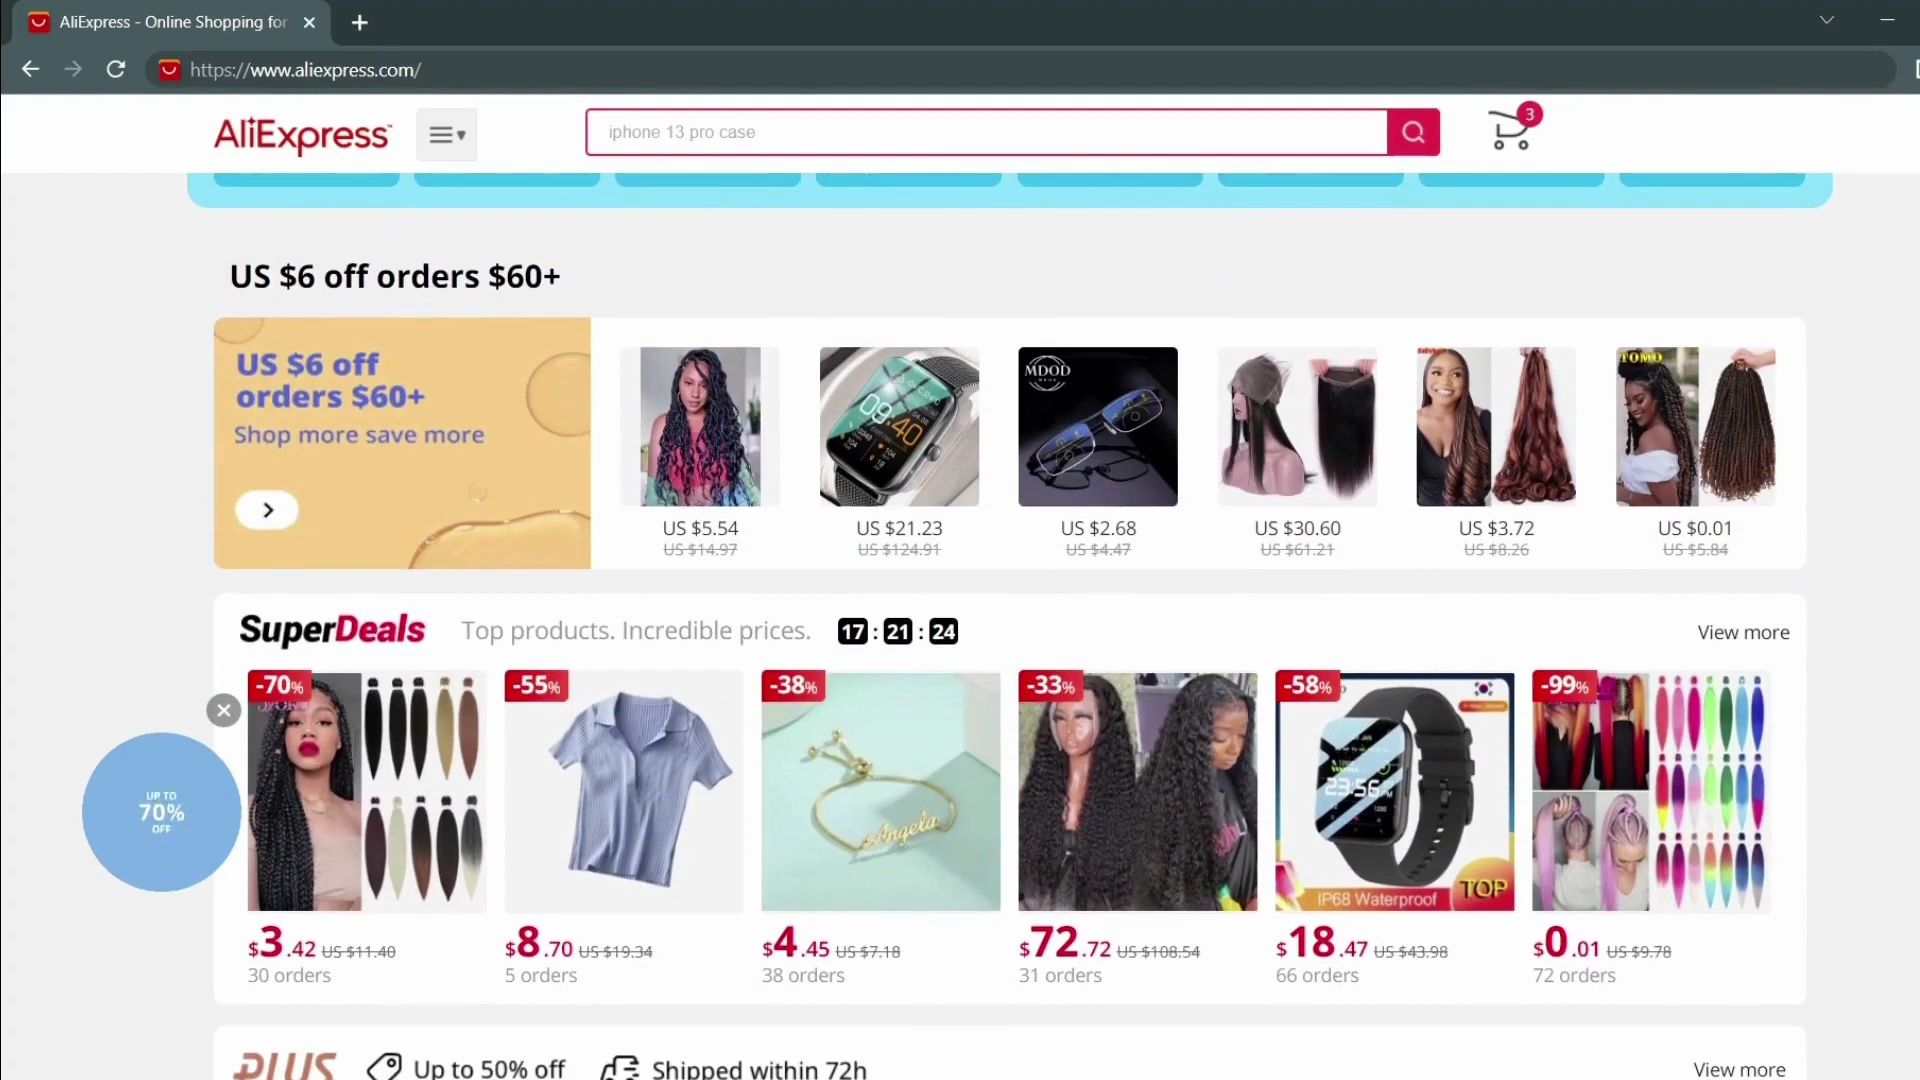 AliExpress - Online Shopping for
https://www.aliexpress.com/
AliExpress
iphone 13 pro case
3
US $6 off orders $60+
US $6 off
orders $60+
Shop more save more
MDOD
TOMO
09:40
US $5.54
US $21.23
US $2.68
US $30.60
US $3.72
US $0.01
US $14.97
US $124.91
US $4.47
US $61.21
US $8.26
US $5.84
SuperDeals
Top products. Incredible prices.
17 : 21 : 24
View more
-70%
-55%
-38%
-33%
-58%
-99%
UP TO
70%
OFF
Angela
23:56
IP68 Waterproof
TOP
$3.42 US $11.40
$8.70 US $19.34
$4.45 US $7.18
$72.72 US $108.54
$18.47 US $43.98
$0.01 US $9.78
30 orders
5 orders
38 orders
31 orders
66 orders
72 orders
PLUS
Up to 50% off
Shipped within 72h
View more